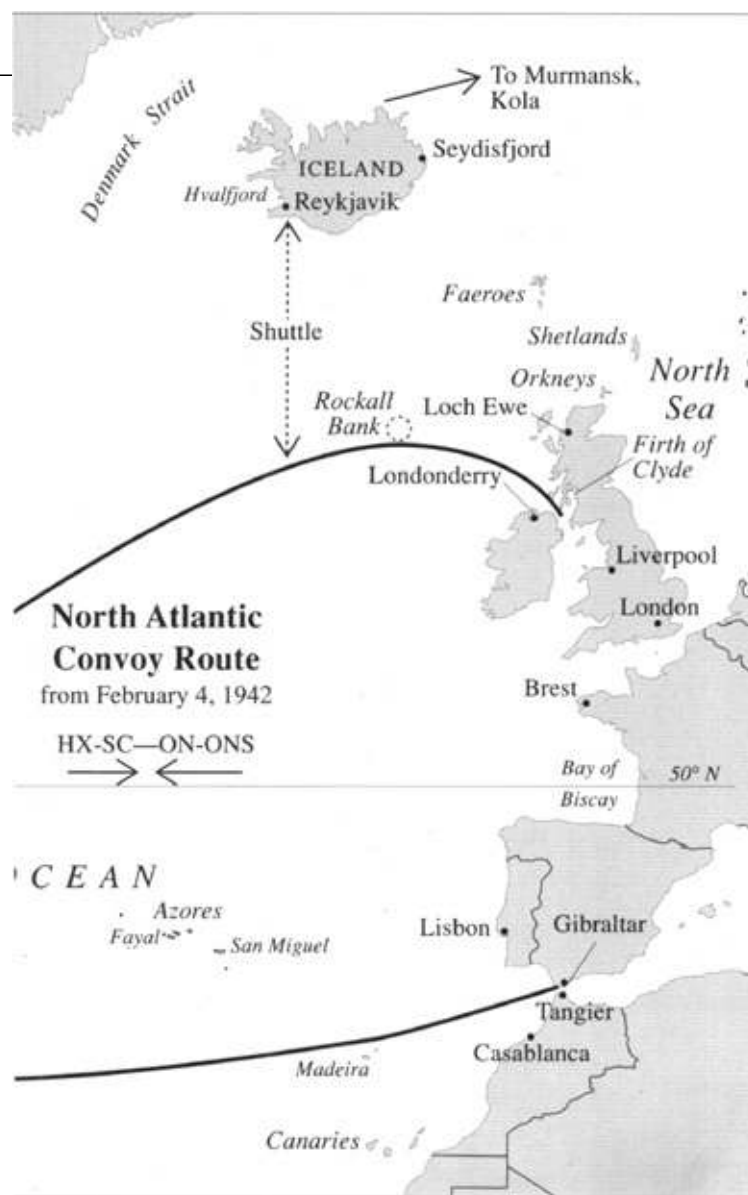 To Murmansk,
Kola
Denmark Strait
Seydisfjord
ICELAND
Hvalfjord
Reykjavik
Faeroes
Shuttle
Shetlands
Orkneys
North
Sea
Rockall
Bank
Loch Ewe
Firth of
Clyde
Londonderry
Liverpool
London
North Atlantic
Convoy Route
from February 4, 1942
HX-SC—ON-ONS
Brest
Bay of
Biscay
50° N
OCEAN
Azores
Fayal
San Miguel
Lisbon
Gibraltar
Tangier
Casablanca
Madeira
Canaries